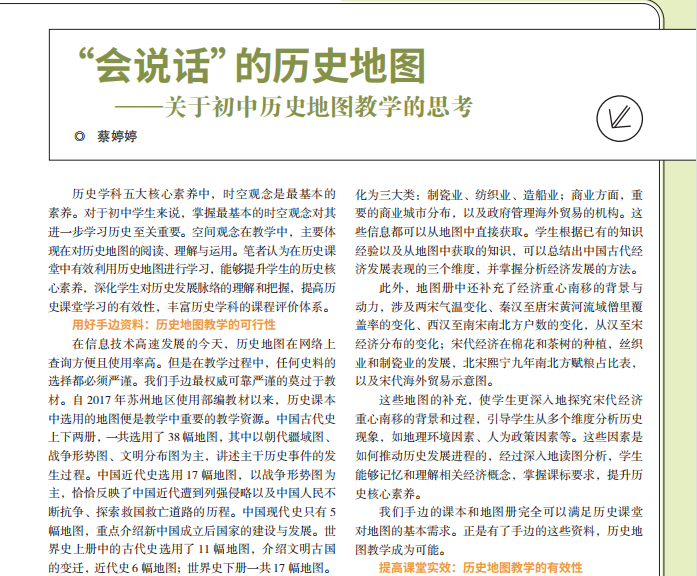 “会说话”的历史地图
——关于初中历史地图教学的思考
◎ 蔡婷婷
历史学科五大核心素养中，时空观念是最基本的
素养。对于初中学生来说，掌握最基本的时空观念对其
进一步学习历史至关重要。空间观念在教学中，主要体
现在对历史地图的阅读、理解与运用。笔者认为在历史课
堂中有效利用历史地图进行学习，能够提升学生的历史核
心素养，深化学生对历史发展脉络的理解和把握，提高历
史课堂学习的有效性，丰富历史学科的课程评价体系。
用好手边资料：历史地图教学的可行性
在信息技术高速发展的今天，历史地图在网络上
查询方便且使用率高。但是在教学过程中，任何史料的
选择都必须严谨。我们手边最权威可靠严谨的莫过于教
材。自 2017 年苏州地区使用部编教材以来，历史课本
中选用的地图便是教学中重要的教学资源。中国古代史
上下两册，一共选用了 38 幅地图，其中以朝代疆域图、
战争形势图、文明分布图为主，讲述主干历史事件的发
生过程。中国近代史选用 17 幅地图，以战争形势图为
主，恰恰反映了中国近代遭到列强侵略以及中国人民不
断抗争、探索救国救亡道路的历程。中国现代史只有 5
幅地图，重点介绍新中国成立后国家的建设与发展。世
界史上册中的古代史选用了 11 幅地图，介绍文明古国
的变迁，近代史 6 幅地图；世界史下册一共 17 幅地图。
化为三大类：制瓷业、纺织业、造船业；商业方面，重
要的商业城市分布，以及政府管理海外贸易的机构。这
些信息都可以从地图中直接获取。学生根据已有的知识
经验以及从地图中获取的知识，可以总结出中国古代经
济发展表现的三个维度，并掌握分析经济发展的方法。
此外，地图册中还补充了经济重心南移的背景与
动力，涉及两宋气温变化、秦汉至唐宋黄河流域僧里覆
盖率的变化、西汉至南宋南北方户数的变化，从汉至宋
经济分布的变化；宋代经济在棉花和茶树的种植，丝织
业和制瓷业的发展，北宋熙宁九年南北方赋粮占比表，
以及宋代海外贸易示意图。
这些地图的补充，使学生更深入地探究宋代经济
重心南移的背景和过程，引导学生从多个维度分析历史
现象，如地理环境因素、人为政策因素等。这些因素是
如何推动历史发展进程的，经过深入地读图分析，学生
能够记忆和理解相关经济概念，掌握课标要求，提升历
史核心素养。
我们手边的课本和地图册完全可以满足历史课堂
对地图的基本需求。正是有了手边的这些资料，历史地
图教学成为可能。
提高课堂实效：历史地图教学的有效性